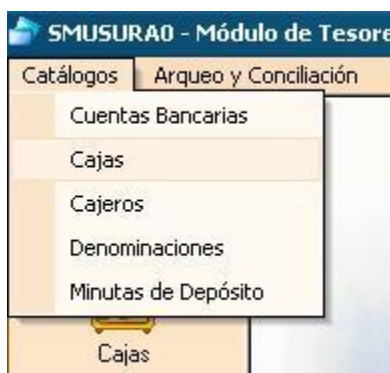 SMUSURA0 - Módulo de Tesore
Catálogos Arqueo y Conciliación
Cuentas Bancarias
Cajas
Cajeros
Denominaciones
Minutas de Depósito
Cajas